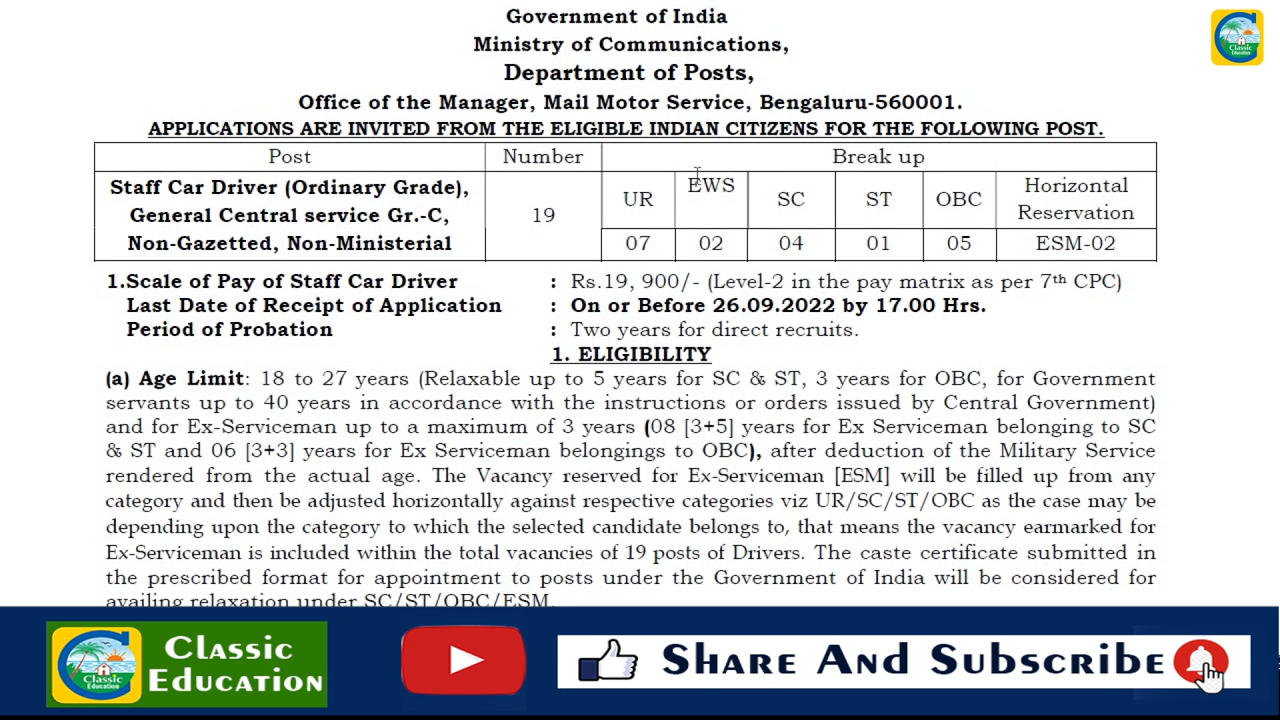 Government of India
Ministry of Communications,
Department of Posts,
Office of the Manager, Mail Motor Service, Bengaluru-560001.
APPLICATIONS ARE INVITED FROM THE ELIGIBLE INDIAN CITIZENS FOR THE FOLLOWING POST.
Post Number Break up
Staff Car Driver (Ordinary Grade), General Central service Gr.-C, Non-Gazetted, Non-Ministerial 19 UR EWS SC ST OBC Horizontal Reservation
07 02 04 01 05 ESM-02
1.Scale of Pay of Staff Car Driver : Rs.19, 900/- (Level-2 in the pay matrix as per 7th CPC)
Last Date of Receipt of Application : On or Before 26.09.2022 by 17.00 Hrs.
Period of Probation : Two years for direct recruits.
1. ELIGIBILITY
(a) Age Limit: 18 to 27 years (Relaxable up to 5 years for SC & ST, 3 years for OBC, for Government
servants up to 40 years in accordance with the instructions or orders issued by Central Government)
and for Ex-Serviceman up to a maximum of 3 years (08 [3+5] years for Ex Serviceman belonging to SC
& ST and 06 [3+3] years for Ex Serviceman belongings to OBC), after deduction of the Military Service
rendered from the actual age. The Vacancy reserved for Ex-Serviceman [ESM] will be filled up from any
category and then be adjusted horizontally against respective categories viz UR/SC/ST/OBC as the case may be
depending upon the category to which the selected candidate belongs to, that means the vacancy earmarked for
Ex-Serviceman is included within the total vacancies of 19 posts of Drivers. The caste certificate submitted in
the prescribed format for appointment to posts under the Government of India will be considered for
availing relaxation under SC/ST/OBC/ESM.
Classic
Education
Classic
Education
Classic
Education
Share And Subscribe